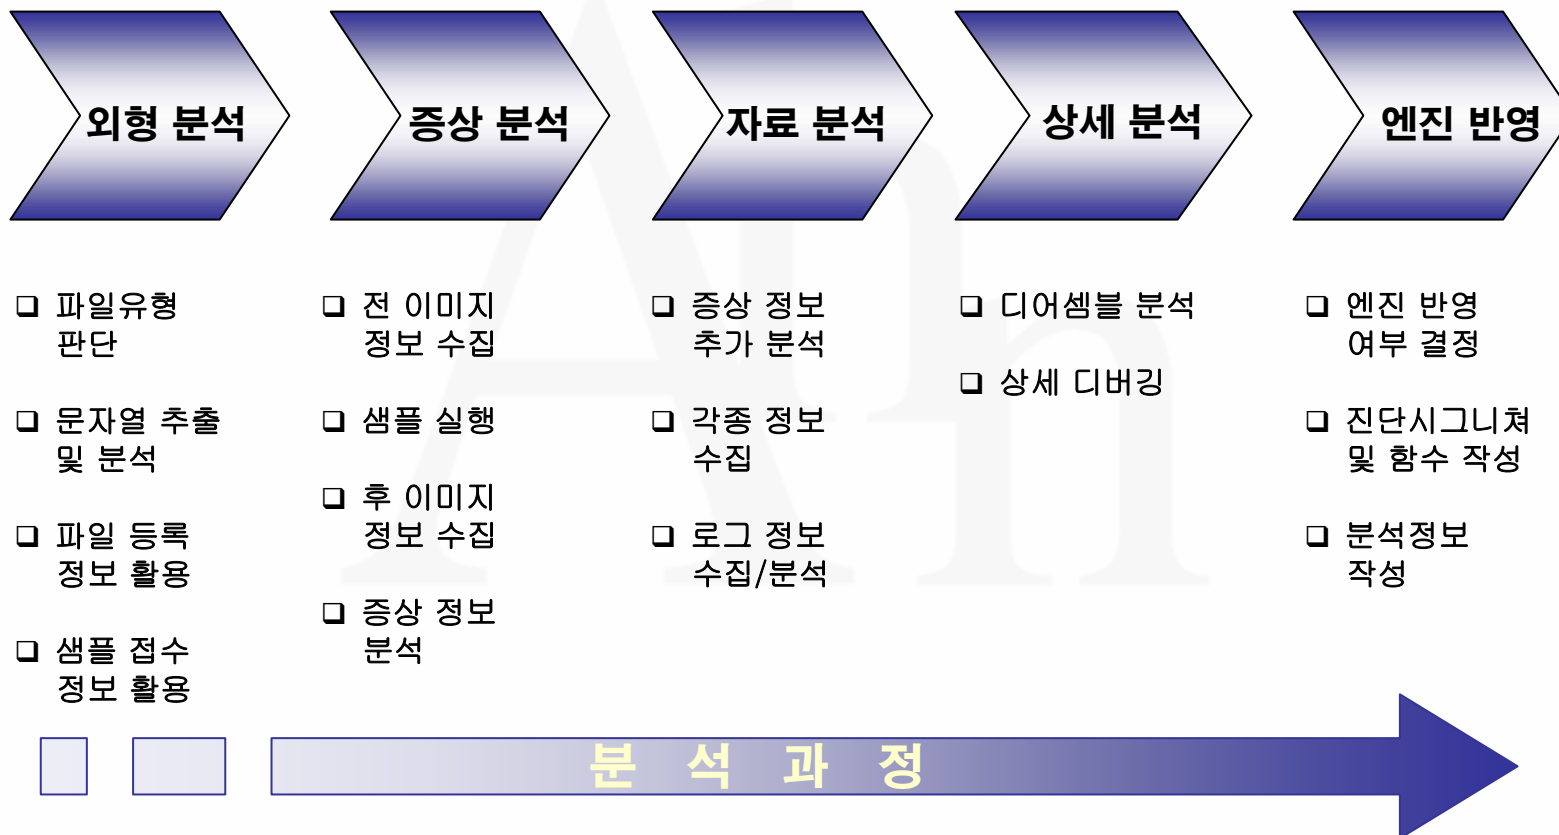 외형 분석
증상 분석
자료 분석
상세 분석
엔진 반영
❑ 파일유형
판단
❑ 문자열 추출
및 분석
❑ 파일 등록
정보 활용
❑ 샘플 접수
정보 활용
❑ 전 이미지
정보 수집
❑ 샘플 실행
❑ 후 이미지
정보 수집
❑ 증상 정보
분석
❑ 증상 정보
추가 분석
❑ 각종 정보
수집
❑ 로그 정보
수집/분석
❑ 디어셈블 분석
❑ 상세 디버깅
❑ 엔진 반영
여부 결정
❑ 진단시그니쳐
및 함수 작성
❑ 분석정보
작성
분 석 과 정
An